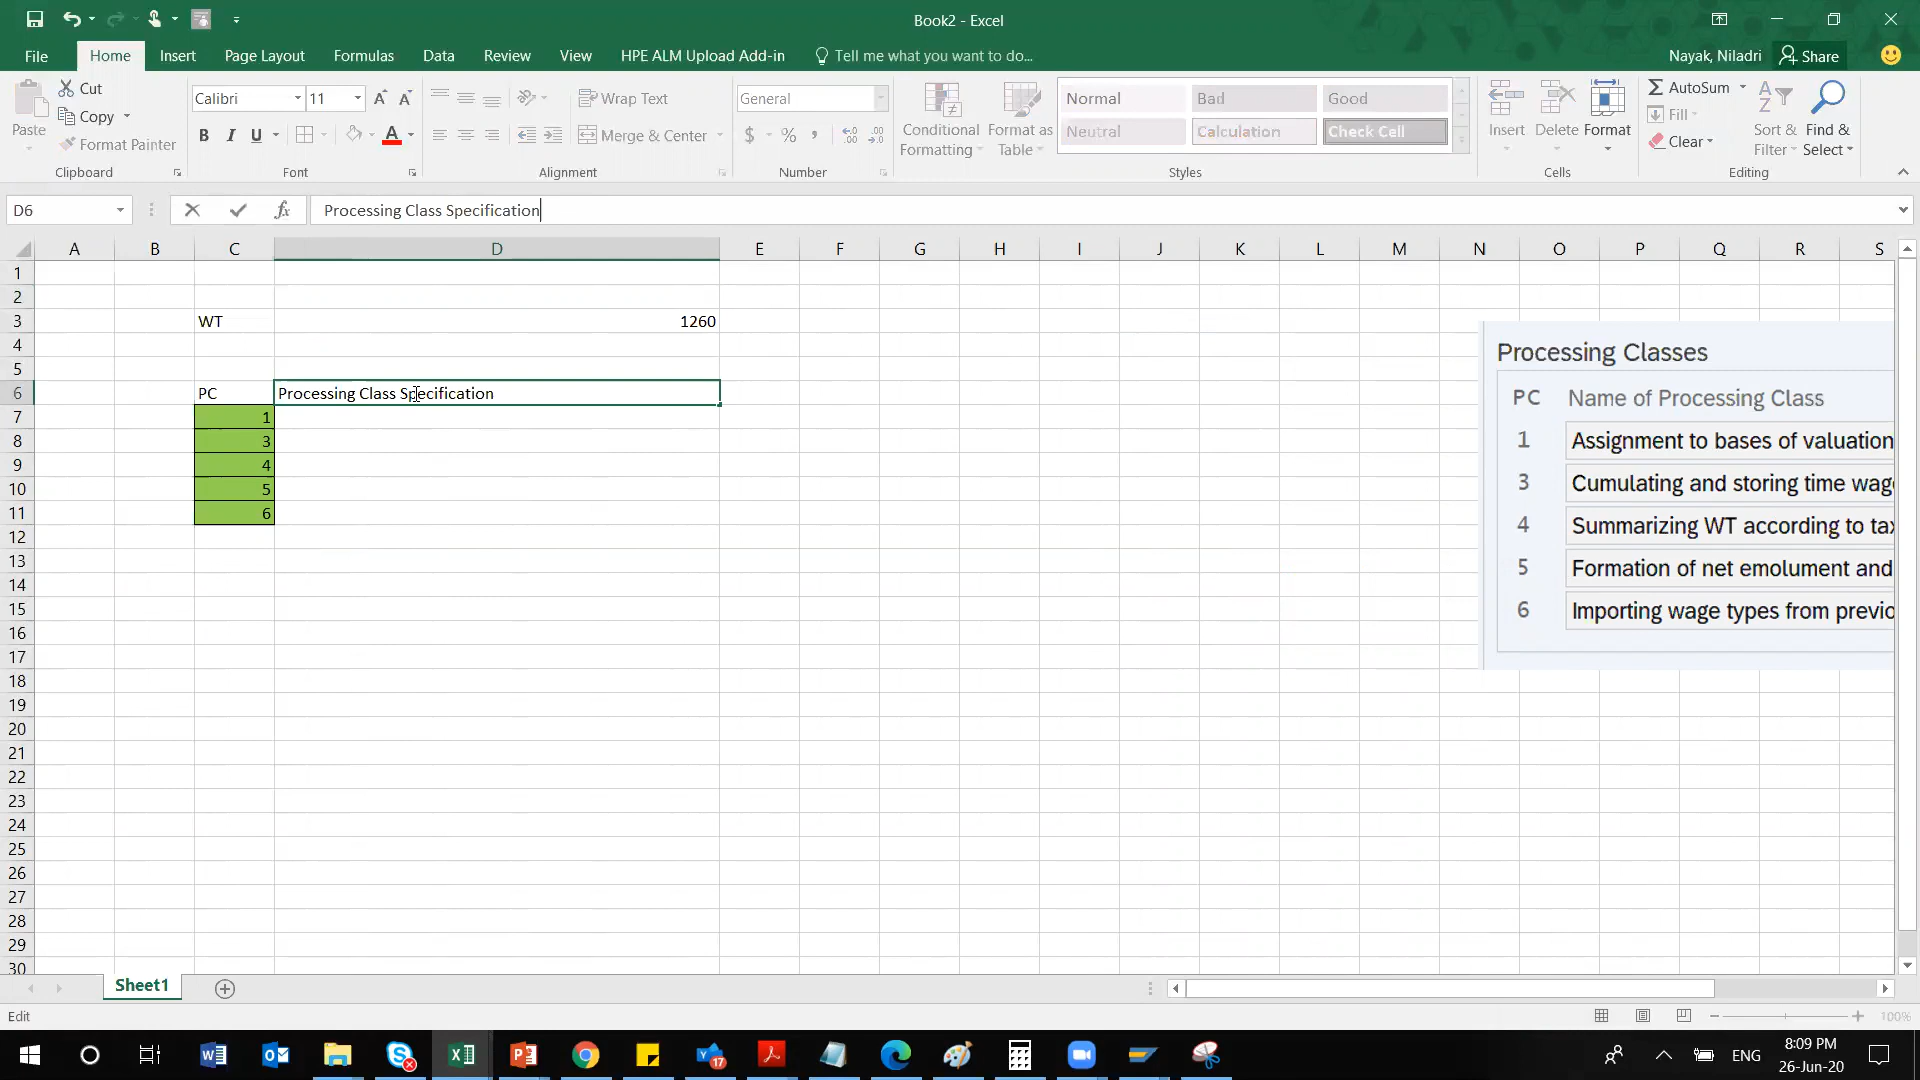 Book2 - Excel
File Home Insert Page Layout Formulas Data Review View HPE ALM Upload Add-in Tell me what you want to do... Nayak, Niladri Share
Paste
Cut
Copy
Format Painter
Clipboard
Calibri 11
B I U
Font
Wrap Text
Merge & Center
Alignment
General
$ % ,
Number
Conditional Formatting
Format as Table
Normal Bad Good
Neutral Calculation Check Cell
Styles
Insert Delete Format
Cells
AutoSum
Fill
Clear
Sort & Filter
Find & Select
Editing
D6 fx Processing Class Specification
A B C D E F G H I J K L M N O P Q R S
1
2
3 WT 1260
4
5
6 PC Processing Class Specification
7 1
8 3
9 4
10 5
11 6
12
13
14
15
16
17
18
19
20
21
22
23
24
25
26
27
28
29
30
Processing Classes
PC Name of Processing Class
1 Assignment to bases of valuation
3 Cumulating and storing time wag
4 Summarizing WT according to tax
5 Formation of net emolument and
6 Importing wage types from previo
Sheet1
Edit
100%
17
ENG
8:09 PM
26-Jun-20